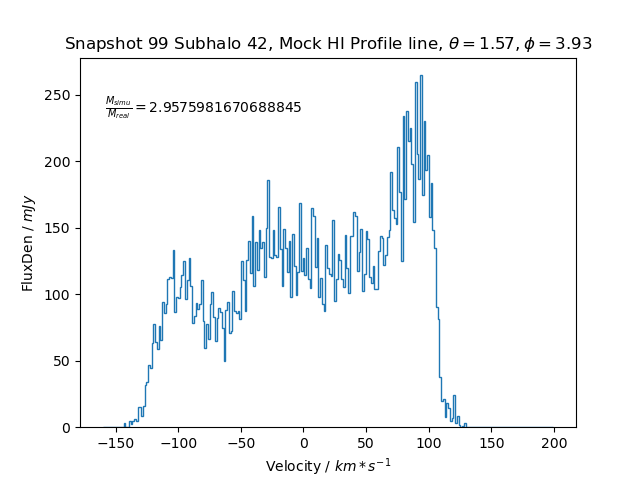 Snapshot 99 Subhalo 42, Mock HI Profile line, θ = 1.57, ϕ = 3.93
M_simu/M_real = 2.9575981670688845
FluxDen / mJy
250
200
150
100
50
0
−150 −100 −50 0 50 100 150 200
Velocity / km * s⁻¹